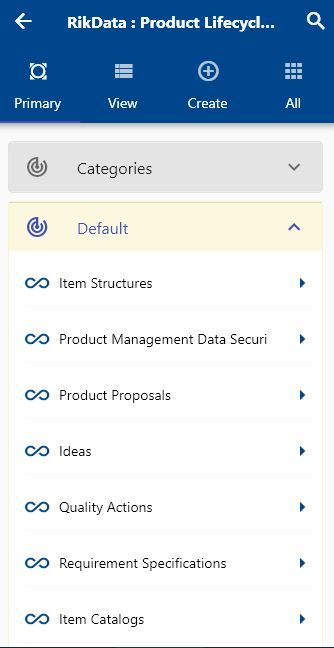 RikData : Product Lifecycl...
Primary
View
Create
All
Categories
Default
Item Structures
Product Management Data Securi
Product Proposals
Ideas
Quality Actions
Requirement Specifications
Item Catalogs